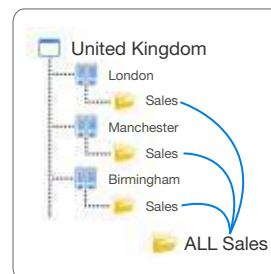 United Kingdom
London
Sales
Manchester
Sales
Birmingham
Sales
ALL Sales